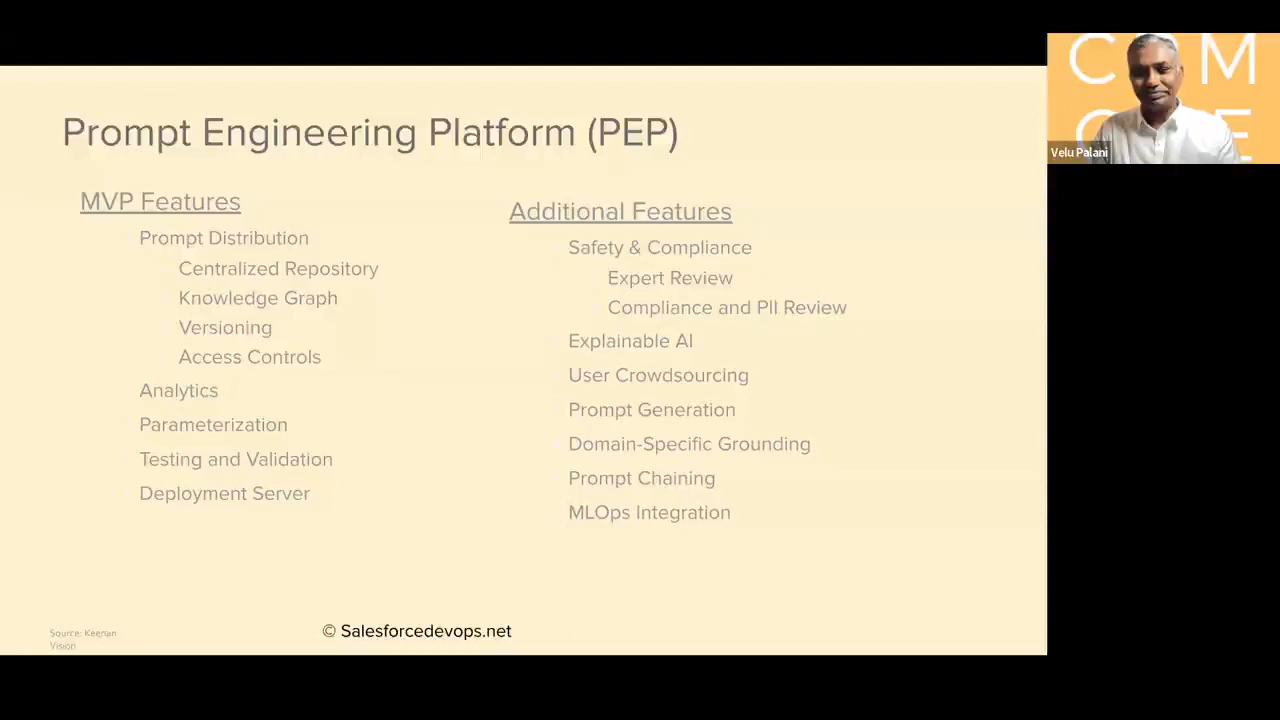 Prompt Engineering Platform (PEP)
MVP Features
Prompt Distribution
Centralized Repository
Knowledge Graph
Versioning
Access Controls
Analytics
Parameterization
Testing and Validation
Deployment Server
Additional Features
Safety & Compliance
Expert Review
Compliance and PII Review
Explainable AI
User Crowdsourcing
Prompt Generation
Domain-Specific Grounding
Prompt Chaining
MLOps Integration
Source: Keenan
Vision
© Salesforcedevops.net
Velu Palani